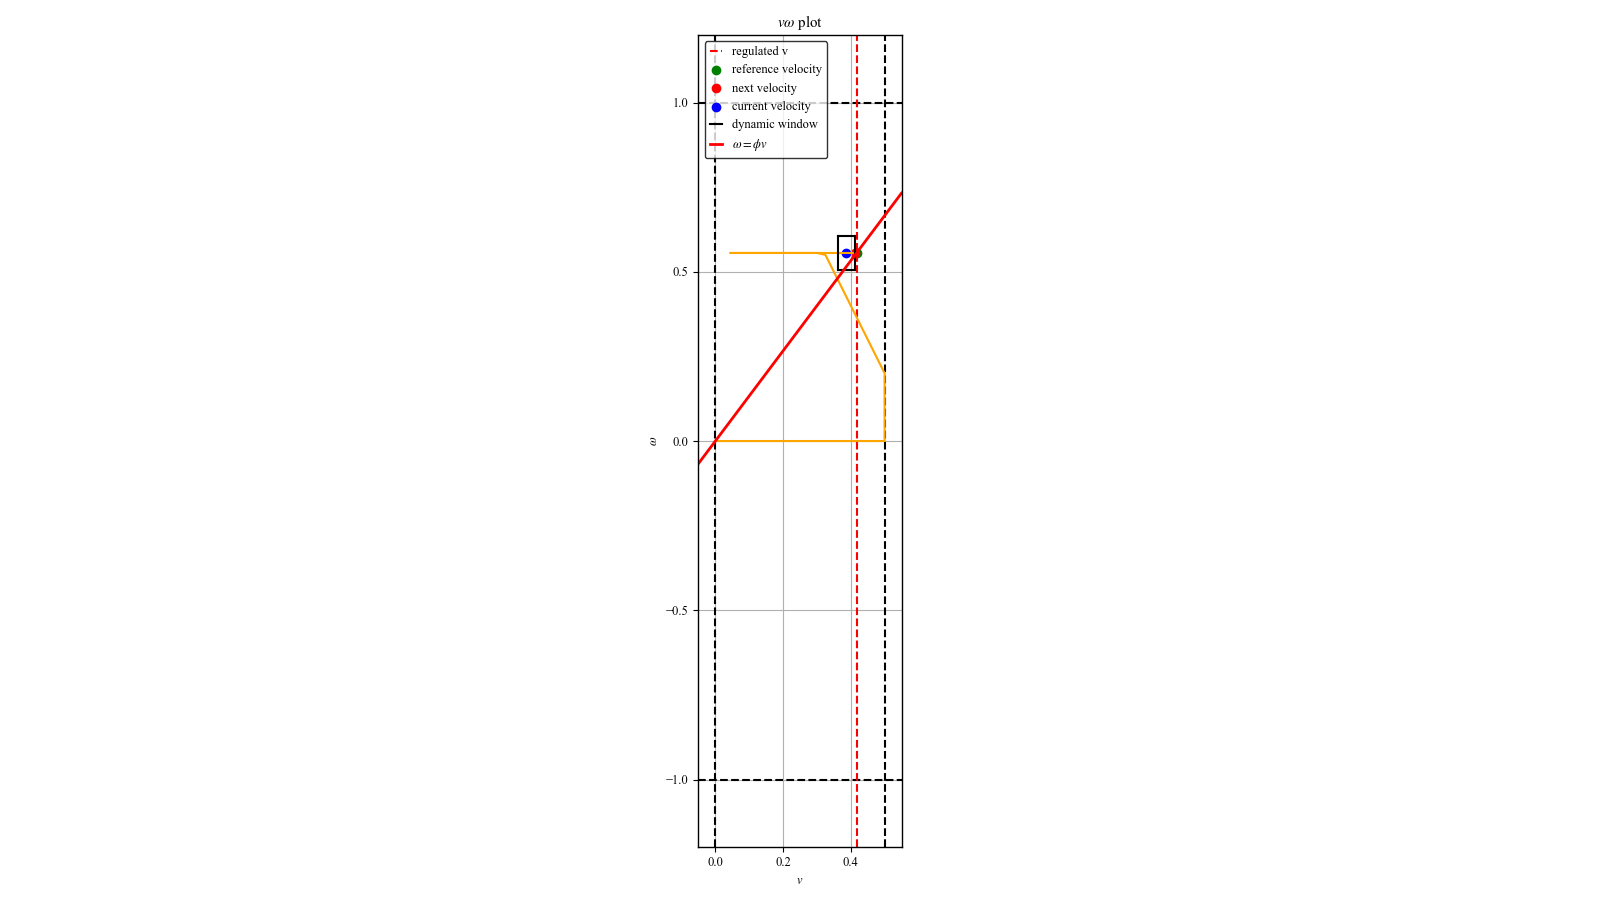 vω plot
regulated v
reference velocity
next velocity
current velocity
dynamic window
ω = ϕv
1.0
0.5
0.0
−0.5
−1.0
ω
0.0 0.2 0.4
v